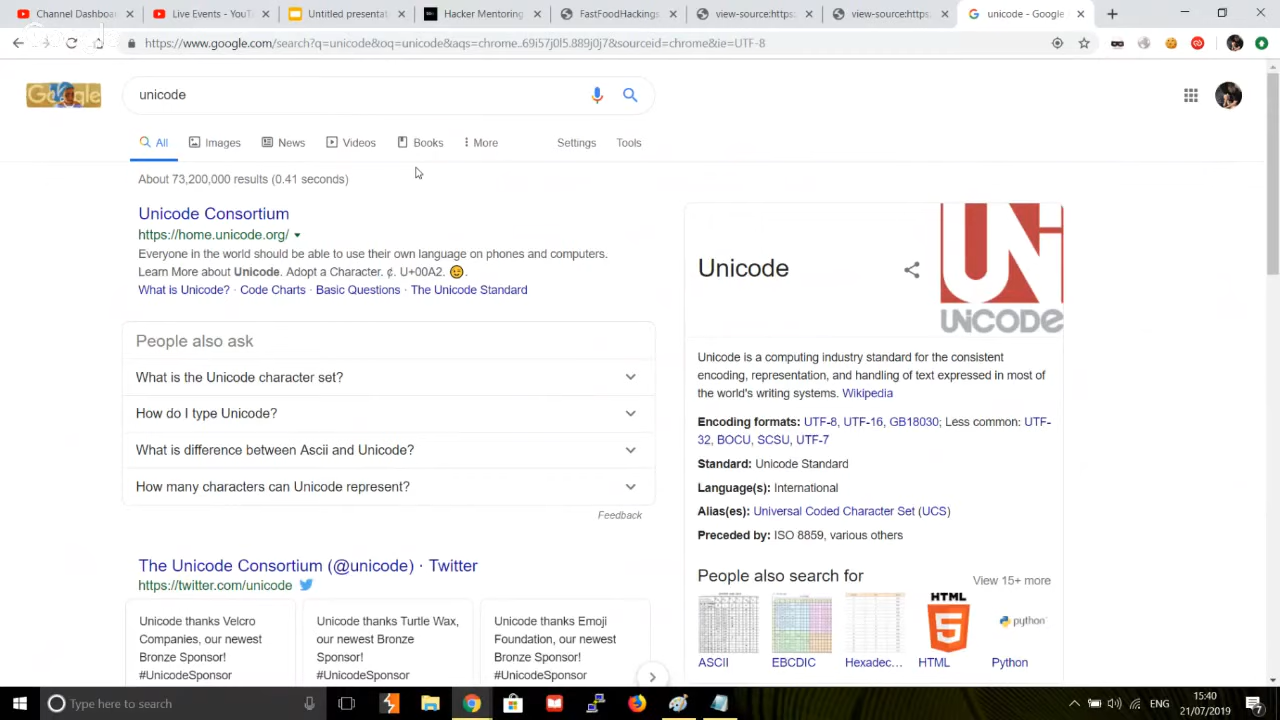 Channel Dashboard
Live Events - YouTu
Untitled presentat
Hacker Mentoring
FastFoodHackings
view-source:https:
view-source:https:
unicode - Google
https://www.google.com/search?q=unicode&oq=unicode&aqs=chrome..69i57j0l5.889j0j7&sourceid=chrome&ie=UTF-8
Google
unicode
All
Images
News
Videos
Books
More
Settings
Tools
About 73,200,000 results (0.41 seconds)
Unicode Consortium
https://home.unicode.org/
Everyone in the world should be able to use their own language on phones and computers.
Learn More about Unicode. Adopt a Character. ¢. U+00A2. 😉.
What is Unicode? · Code Charts · Basic Questions · The Unicode Standard
People also ask
What is the Unicode character set?
How do I type Unicode?
What is difference between Ascii and Unicode?
How many characters can Unicode represent?
Feedback
The Unicode Consortium (@unicode) · Twitter
https://twitter.com/unicode
Unicode thanks Velcro
Companies, our newest
Bronze Sponsor!
#UnicodeSponsor
Unicode thanks Turtle Wax,
our newest Bronze
Sponsor!
#UnicodeSponsor
Unicode thanks Emoji
Foundation, our newest
Bronze Sponsor!
#UnicodeSponsor
Unicode
UNICODE
Unicode is a computing industry standard for the consistent
encoding, representation, and handling of text expressed in most of
the world's writing systems. Wikipedia
Encoding formats: UTF-8, UTF-16, GB18030; Less common: UTF-
32, BOCU, SCSU, UTF-7
Standard: Unicode Standard
Language(s): International
Alias(es): Universal Coded Character Set (UCS)
Preceded by: ISO 8859, various others
People also search for
View 15+ more
HTML
python
ASCII
EBCDIC
Hexadec...
HTML
Python
Type here to search
ENG
15:40
21/07/2019
7